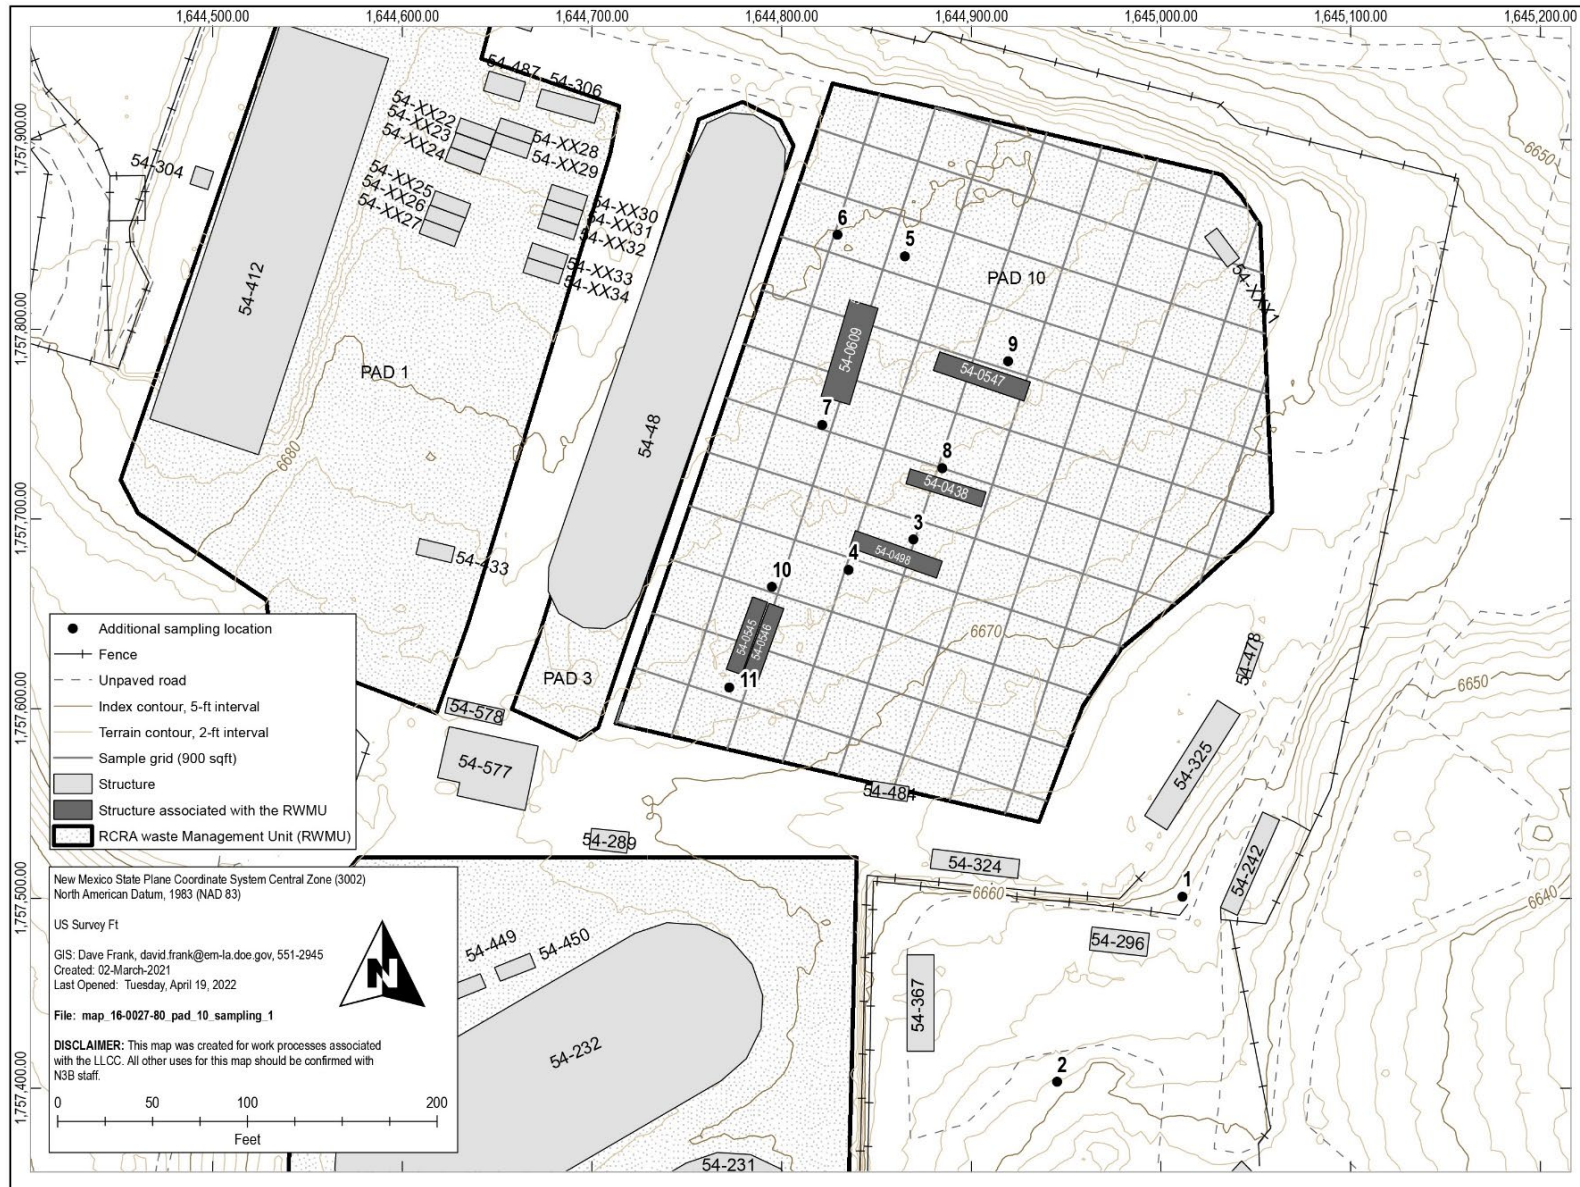 1,644,500.00
1,644,600.00
1,644,700.00
1,644,800.00
1,644,900.00
1,645,000.00
1,645,100.00
1,645,200.00
1,757,900.00
1,757,800.00
1,757,700.00
1,757,600.00
1,757,500.00
1,757,400.00
54-487
54-306
54-XX22
54-XX23
54-XX24
54-XX28
54-XX29
54-304
54-XX25
54-XX26
54-XX27
54-XX30
54-XX31
54-XX32
54-XX33
54-XX34
54-412
PAD 1
6680
54-433
54-48
PAD 3
6
5
PAD 10
54-XXX1
6650
54-0609
9
54-0547
7
8
54-0438
3
54-0498
4
10
54-0545
54-0546
11
6670
54-478
6650
54-325
54-578
54-577
54-484
54-289
54-324
54-242
6660
1
54-296
6640
54-367
2
54-449
54-450
54-232
54-231
Additional sampling location
Fence
Unpaved road
Index contour, 5-ft interval
Terrain contour, 2-ft interval
Sample grid (900 sqft)
Structure
Structure associated with the RWMU
RCRA waste Management Unit (RWMU)
New Mexico State Plane Coordinate System Central Zone (3002)
North American Datum, 1983 (NAD 83)
US Survey Ft
GIS: Dave Frank, david.frank@em-la.doe.gov, 551-2945
Created: 02-March-2021
Last Opened: Tuesday, April 19, 2022
File: map_16-0027-80_pad_10_sampling_1
DISCLAIMER: This map was created for work processes associated
with the LLCC. All other uses for this map should be confirmed with
N3B staff.
N
0 50 100 200
Feet